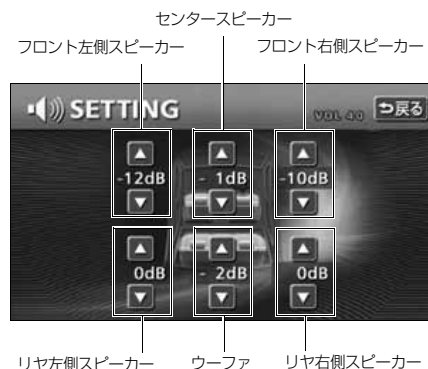 センタースピーカー
フロント左側スピーカー
フロント右側スピーカー
SETTING
VOL 40
戻る
-12dB
- 1dB
-10dB
0dB
- 2dB
0dB
リヤ左側スピーカー
ウーファ
リヤ右側スピーカー